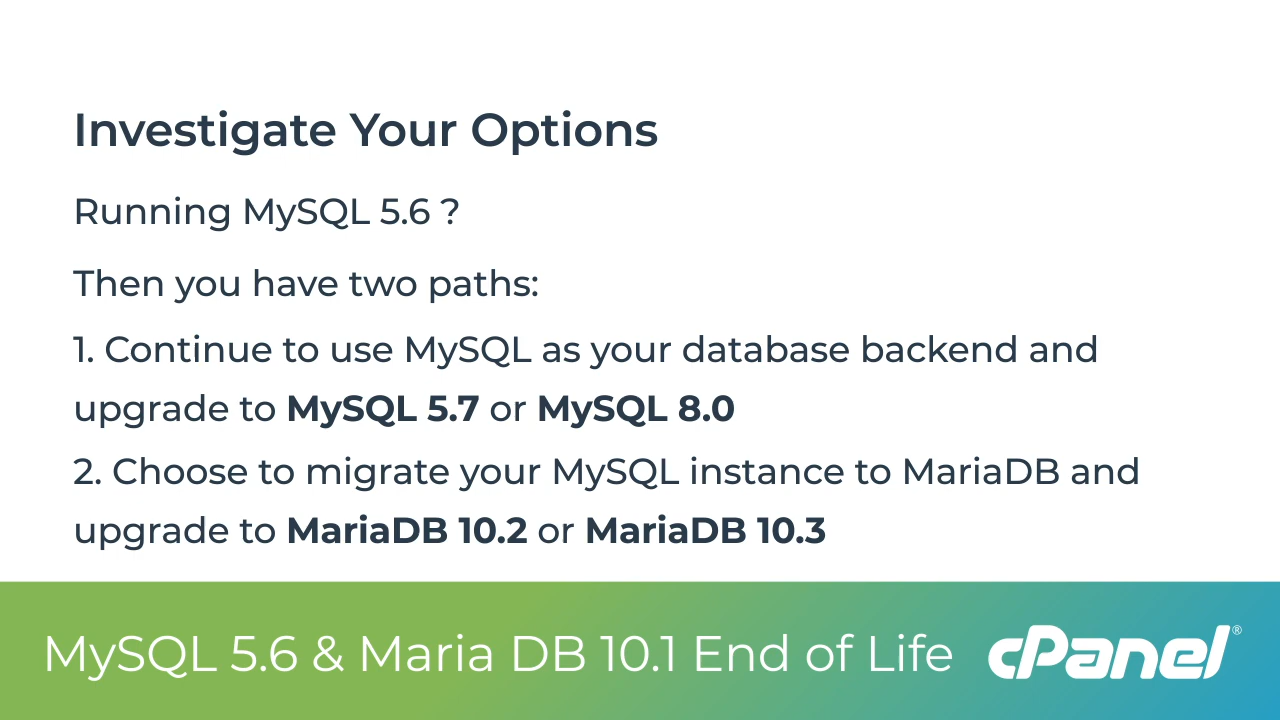 Investigate Your Options
Running MySQL 5.6 ?
Then you have two paths:
1. Continue to use MySQL as your database backend and
upgrade to MySQL 5.7 or MySQL 8.0
2. Choose to migrate your MySQL instance to MariaDB and
upgrade to MariaDB 10.2 or MariaDB 10.3
MySQL 5.6 & Maria DB 10.1 End of Life
cPanel®